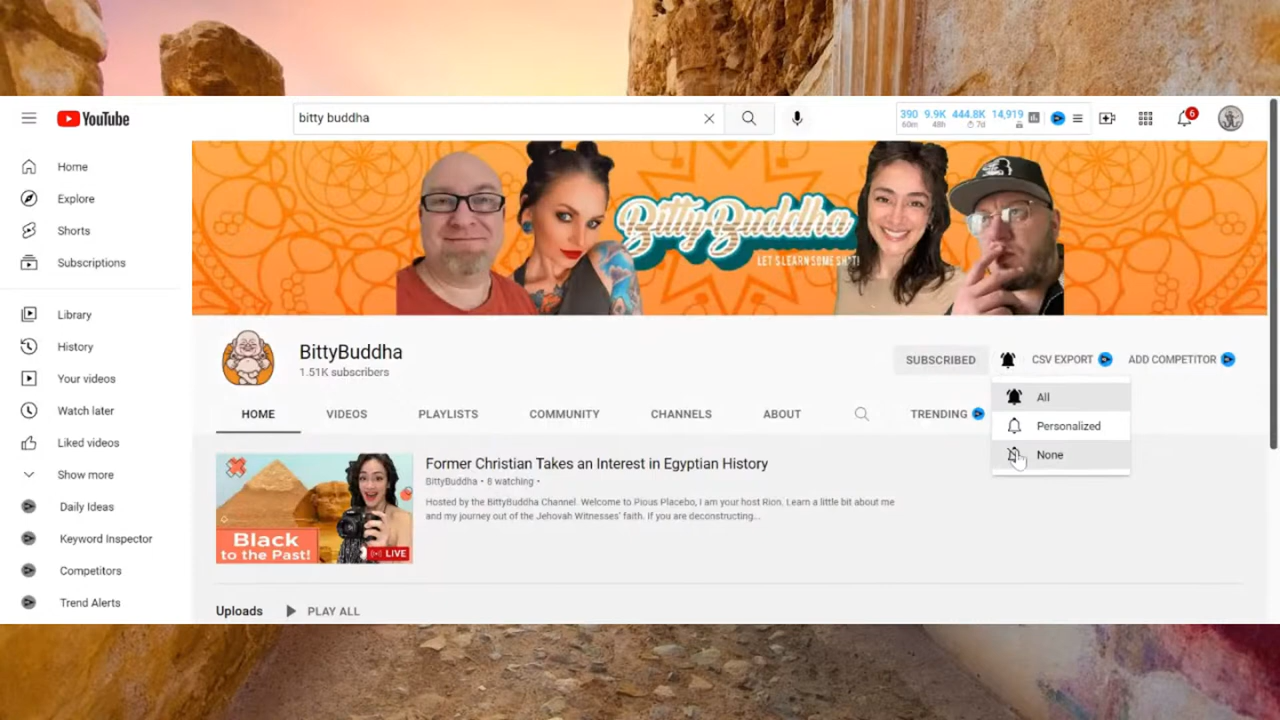 YouTube
bitty buddha
390 9.9K 444.8K 14,919
60m 48h 7d
6
Home
Explore
Shorts
Subscriptions
Library
History
Your videos
Watch later
Liked videos
Show more
Daily Ideas
Keyword Inspector
Competitors
Trend Alerts
BittyBuddha
LET'S LEARN SOME SH*T!
BittyBuddha
1.51K subscribers
SUBSCRIBED
CSV EXPORT
ADD COMPETITOR
HOME VIDEOS PLAYLISTS COMMUNITY CHANNELS ABOUT TRENDING
All
Personalized
None
Black
to the Past!
LIVE
Former Christian Takes an Interest in Egyptian History
BittyBuddha • 8 watching •
Hosted by the BittyBuddha Channel. Welcome to Pious Placebo, I am your host Rion. Learn a little bit about me
and my journey out of the Jehovah Witnesses' faith. If you are deconstructing...
Uploads PLAY ALL